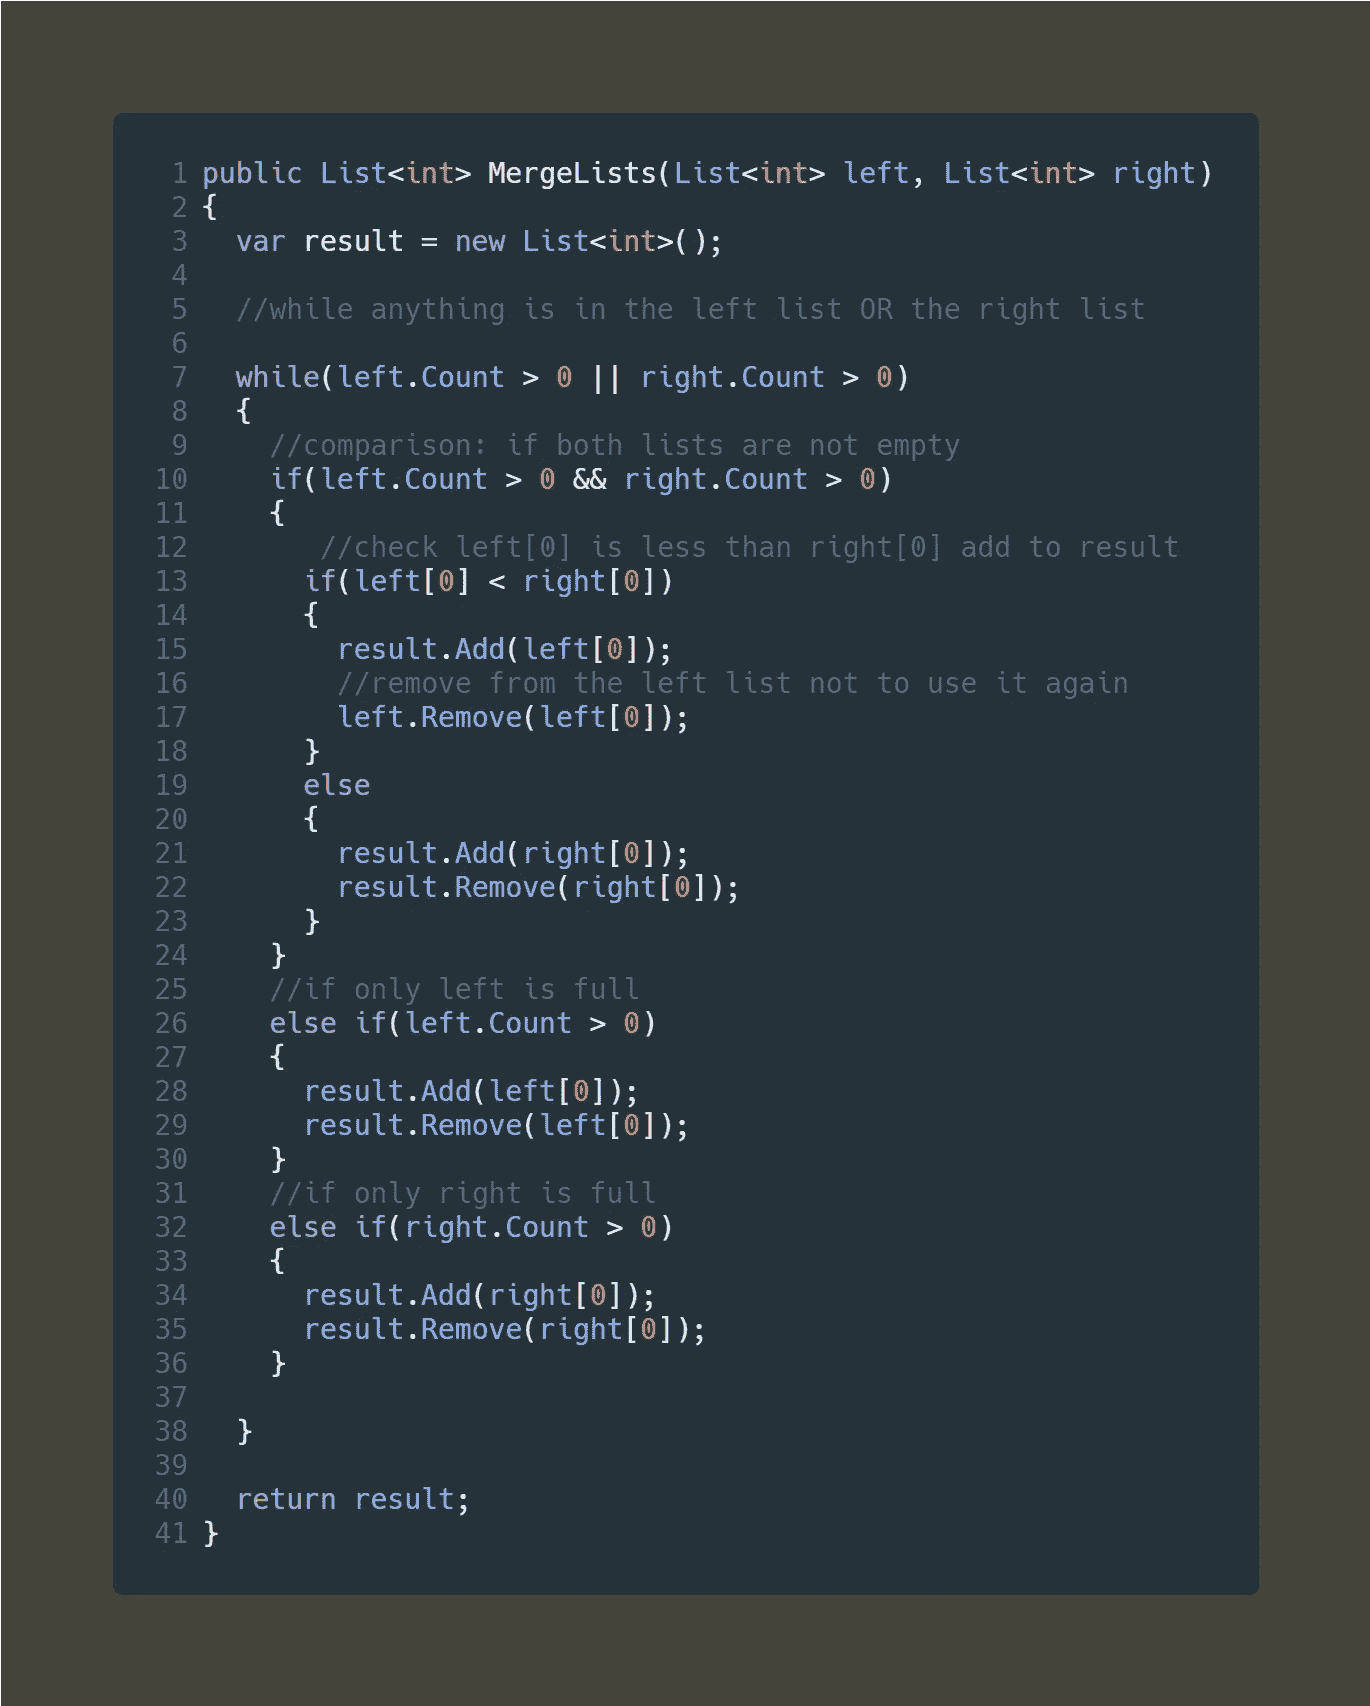 1 public List<int> MergeLists(List<int> left, List<int> right)
2 {
3   var result = new List<int>();
4
5   //while anything is in the left list OR the right list
6
7   while(left.Count > 0 || right.Count > 0)
8   {
9     //comparison: if both lists are not empty
10     if(left.Count > 0 && right.Count > 0)
11     {
12        //check left[0] is less than right[0] add to result
13       if(left[0] < right[0])
14       {
15         result.Add(left[0]);
16         //remove from the left list not to use it again
17         left.Remove(left[0]);
18       }
19       else
20       {
21         result.Add(right[0]);
22         result.Remove(right[0]);
23       }
24     }
25     //if only left is full
26     else if(left.Count > 0)
27     {
28       result.Add(left[0]);
29       result.Remove(left[0]);
30     }
31     //if only right is full
32     else if(right.Count > 0)
33     {
34       result.Add(right[0]);
35       result.Remove(right[0]);
36     }
37
38   }
39
40   return result;
41 }